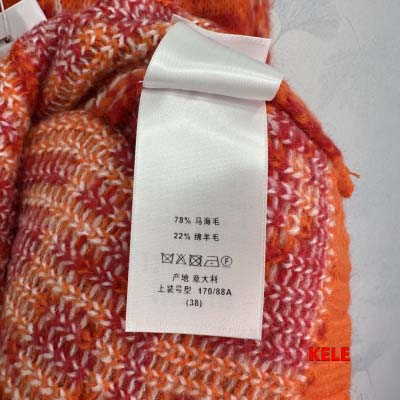 78% 马海毛
22% 绵羊毛
产地 意大利
上装号型 170/88A
(38)
KELE